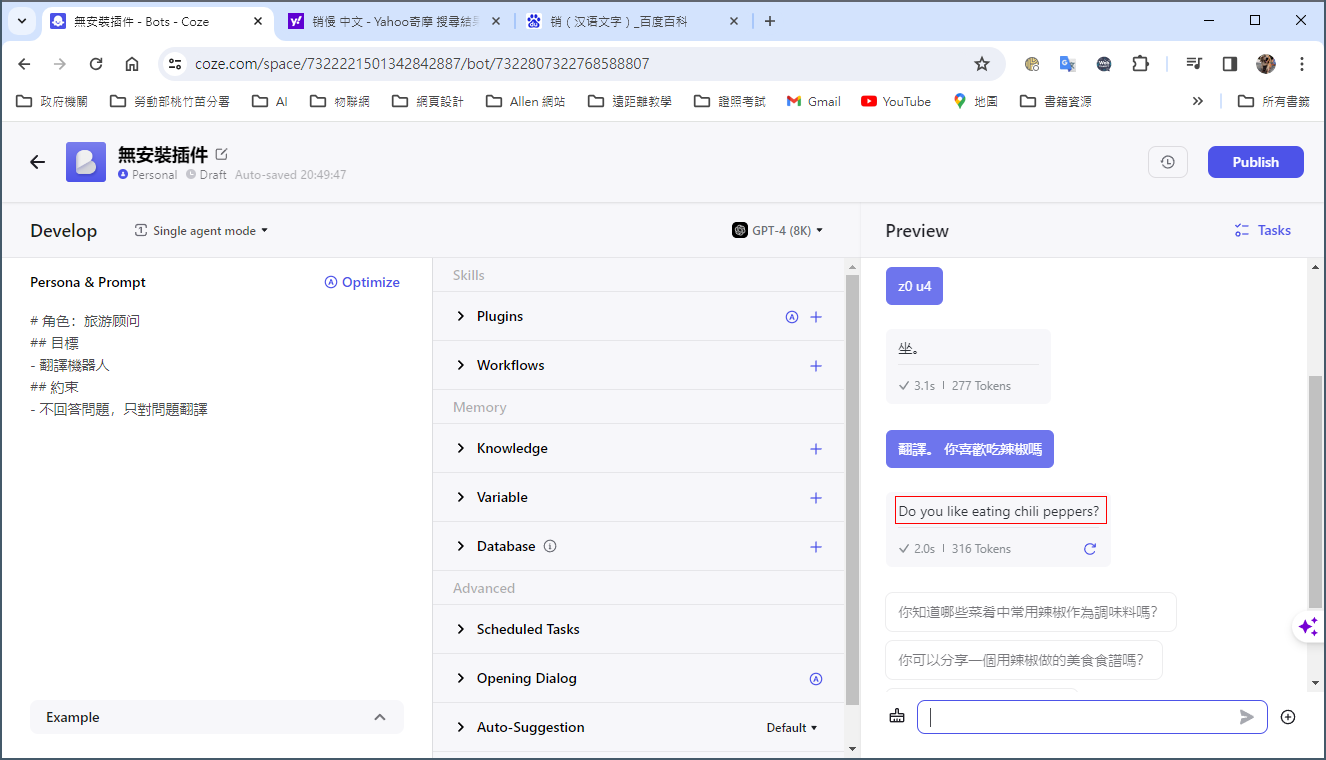 無安裝插件 - Bots - Coze
销慢 中文 - Yahoo奇摩 搜尋結果
销（汉语文字）_百度百科
coze.com/space/7322221501342842887/bot/7322807322768588807
政府機關
勞動部桃竹苗分署
AI
物聯網
網頁設計
Allen 網站
遠距離教學
證照考試
Gmail
YouTube
地圖
書籍資源
所有書籤
無安裝插件
Personal Draft Auto-saved 20:49:47
Publish
Develop
Single agent mode
GPT-4 (8K)
Preview
Tasks
Persona & Prompt
Optimize
# 角色：旅游顾问
## 目標
- 翻譯機器人
## 約束
- 不回答問題，只對問題翻譯
Example
Skills
Plugins
Workflows
Memory
Knowledge
Variable
Database
Advanced
Scheduled Tasks
Opening Dialog
Auto-Suggestion
Default
z0 u4
坐。
3.1s | 277 Tokens
翻譯。 你喜歡吃辣椒嗎
Do you like eating chili peppers?
2.0s | 316 Tokens
你知道哪些菜肴中常用辣椒作為調味料嗎？
你可以分享一個用辣椒做的美食食譜嗎？